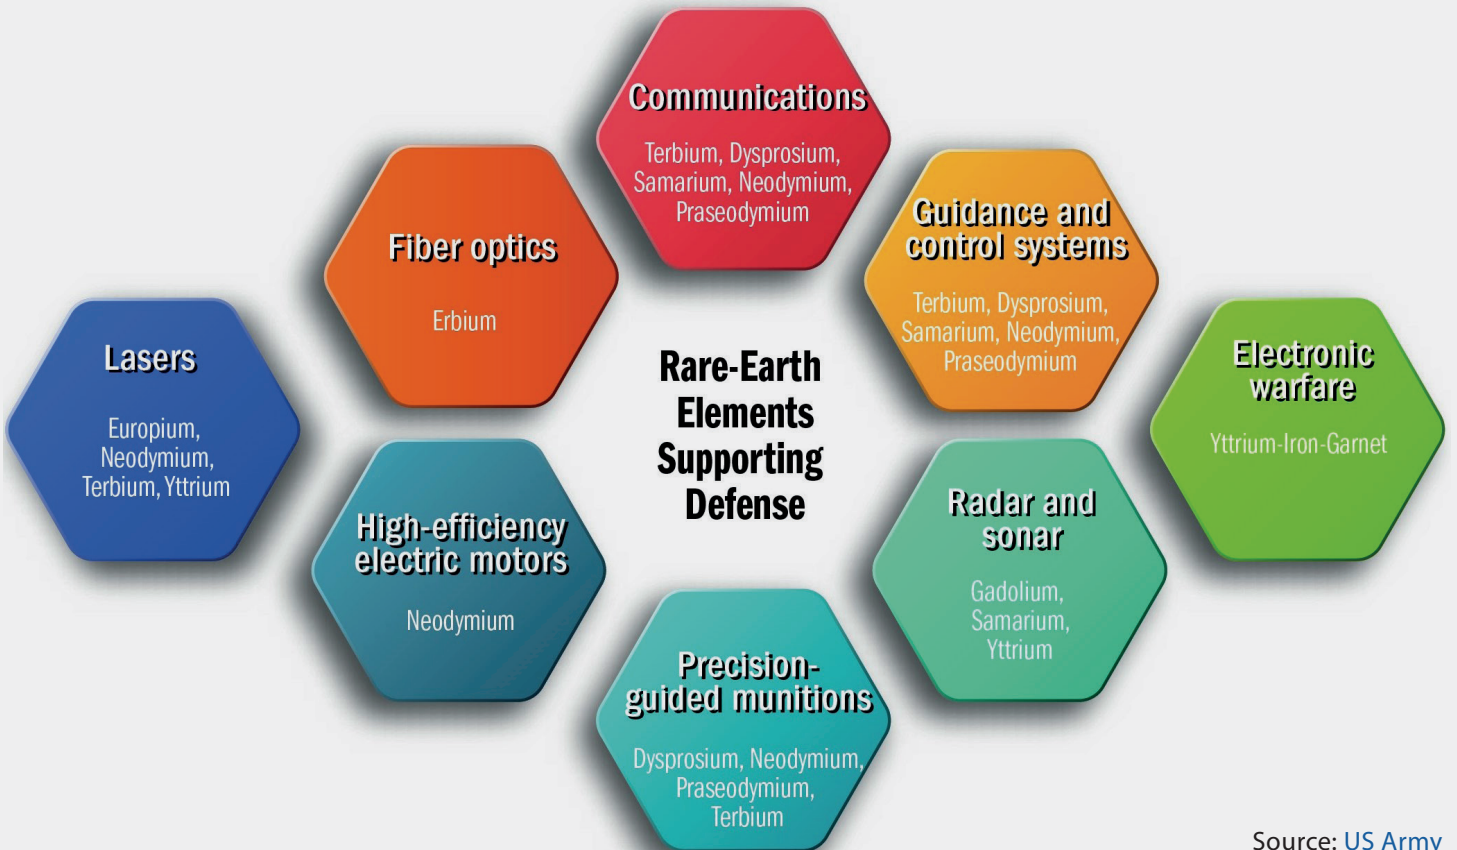 Communications
Terbium, Dysprosium,
Samarium, Neodymium,
Praseodymium
Fiber optics
Erbium
Guidance and
control systems
Terbium, Dysprosium,
Samarium, Neodymium,
Praseodymium
Lasers
Europium,
Neodymium,
Terbium, Yttrium
Rare-Earth
Elements
Supporting
Defense
Electronic
warfare
Yttrium-Iron-Garnet
High-efficiency
electric motors
Neodymium
Radar and
sonar
Gadolium,
Samarium,
Yttrium
Precision-
guided munitions
Dysprosium, Neodymium,
Praseodymium,
Terbium
Source: US Army